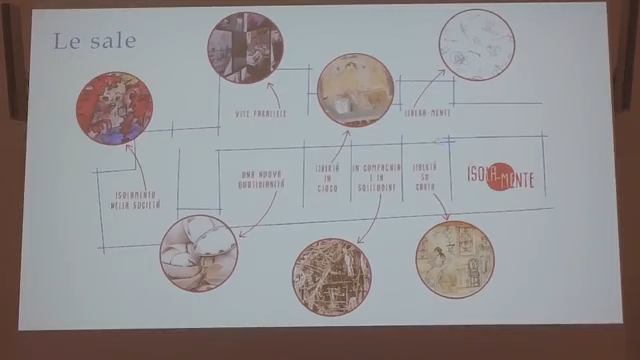 Le sale
VITE PARALLELE
LIBERA-MENTE
ISOLAMENTO
NELLA SOCIETÀ
UNA NUOVA
QUOTIDIANITÀ
LIBERTÀ
IN
GIOCO
IN COMPAGNIA
E IN
SOLITUDINE
LIBERTÀ
SU
CARTA
ISOLA-MENTE